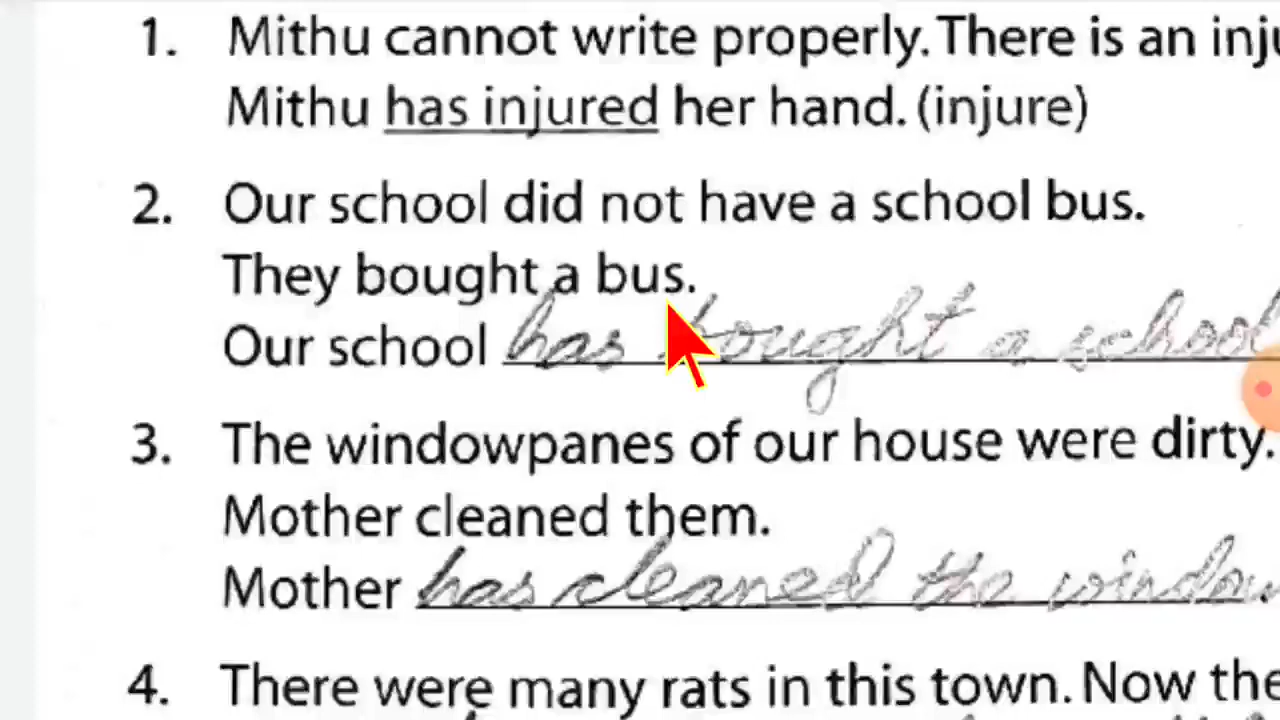 1. Mithu cannot write properly. There is an inju
Mithu has injured her hand. (injure)
2. Our school did not have a school bus.
They bought a bus.
Our school has bought a school
3. The windowpanes of our house were dirty.
Mother cleaned them.
Mother has cleaned the window
4. There were many rats in this town. Now the